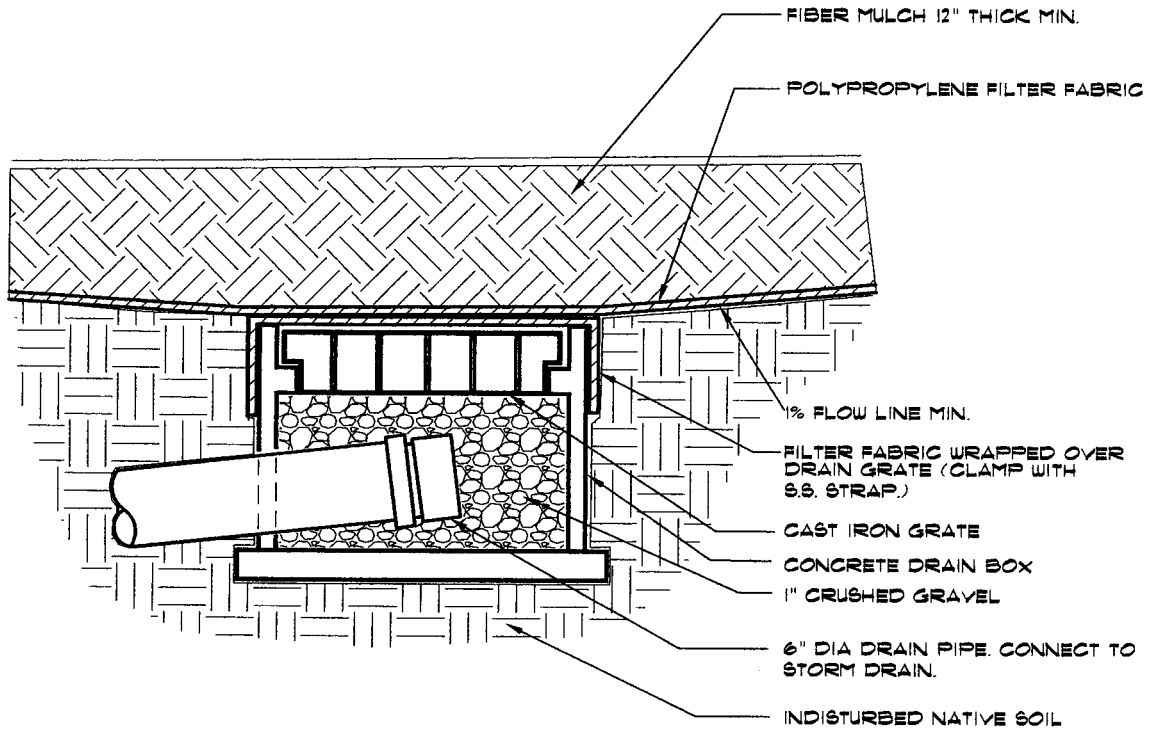 FIBER MULCH 12" THICK MIN.
POLYPROPYLENE FILTER FABRIC
1% FLOW LINE MIN.
FILTER FABRIC WRAPPED OVER
DRAIN GRATE (CLAMP WITH
S.S. STRAP.)
CAST IRON GRATE
CONCRETE DRAIN BOX
1" CRUSHED GRAVEL
6" DIA DRAIN PIPE. CONNECT TO
STORM DRAIN.
INDISTURBED NATIVE SOIL